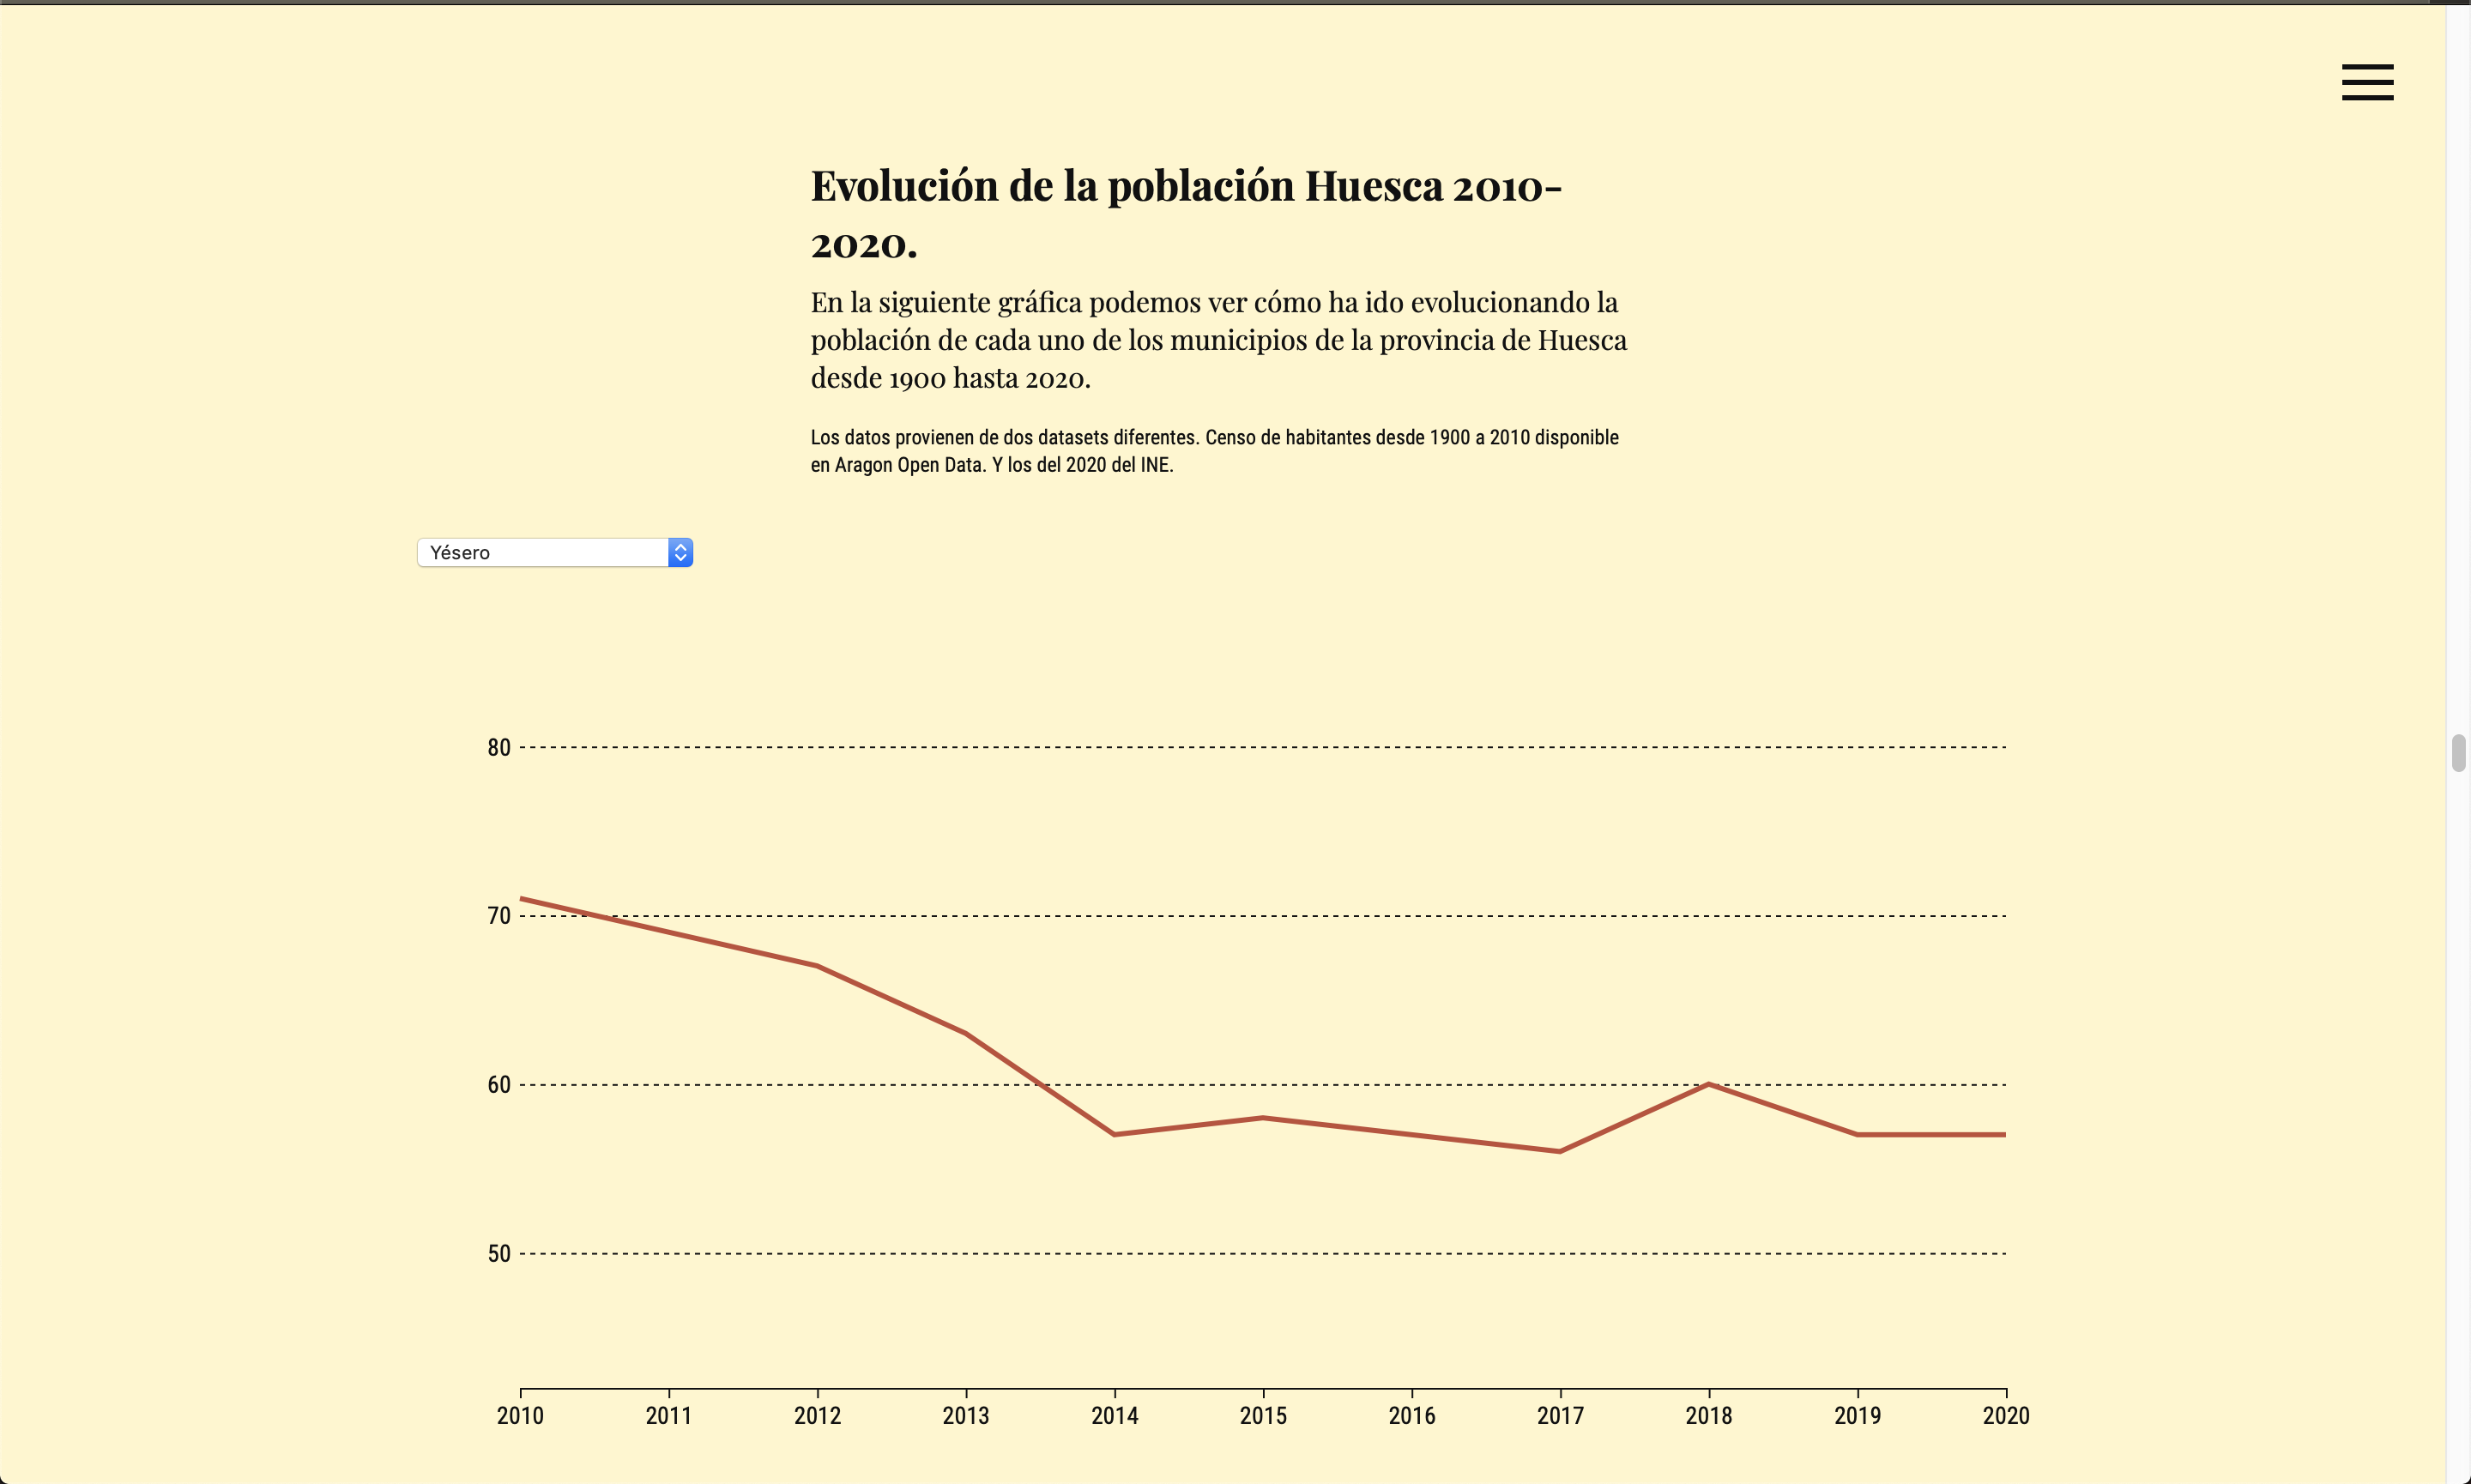 Evolución de la población Huesca 2010-
2020.
En la siguiente gráfica podemos ver cómo ha ido evolucionando la
población de cada uno de los municipios de la provincia de Huesca
desde 1900 hasta 2020.
Los datos provienen de dos datasets diferentes. Censo de habitantes desde 1900 a 2010 disponible
en Aragon Open Data. Y los del 2020 del INE.
Yésero
80
70
60
50
2010 2011 2012 2013 2014 2015 2016 2017 2018 2019 2020